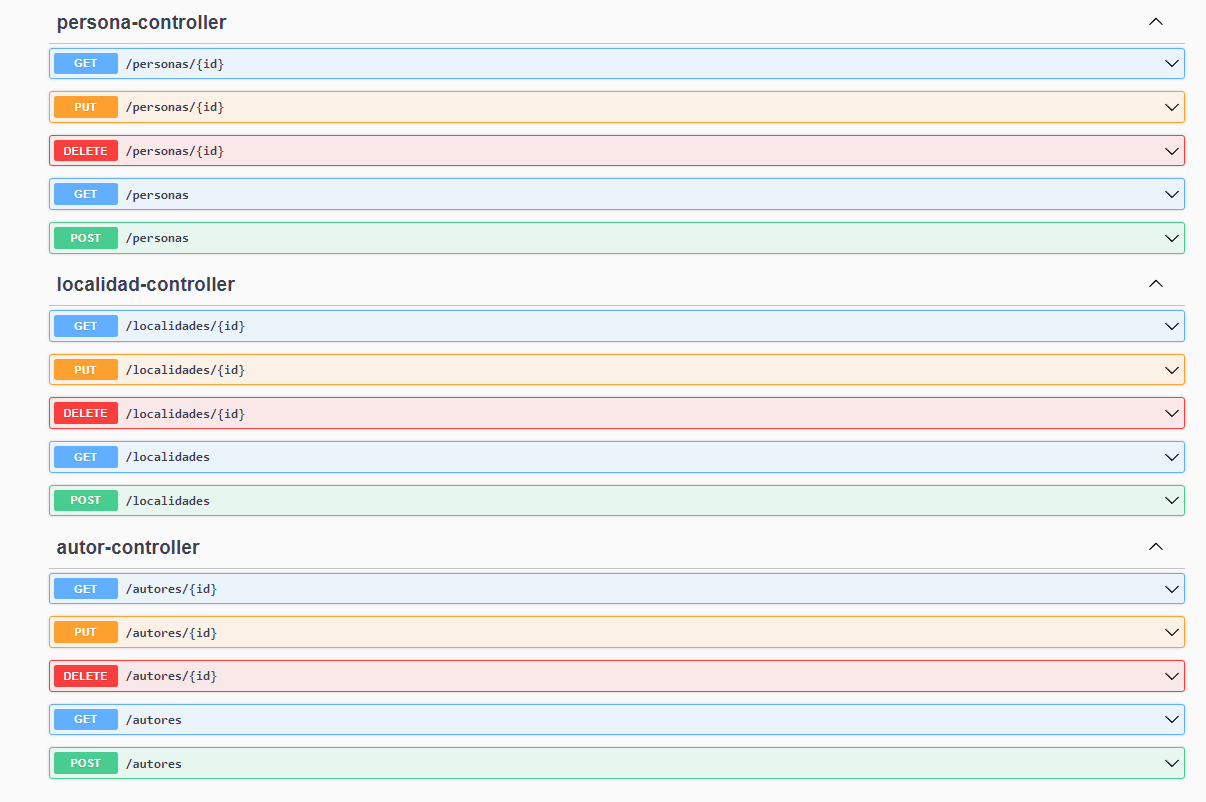 persona-controller
GET /personas/{id}
PUT /personas/{id}
DELETE /personas/{id}
GET /personas
POST /personas
localidad-controller
GET /localidades/{id}
PUT /localidades/{id}
DELETE /localidades/{id}
GET /localidades
POST /localidades
autor-controller
GET /autores/{id}
PUT /autores/{id}
DELETE /autores/{id}
GET /autores
POST /autores